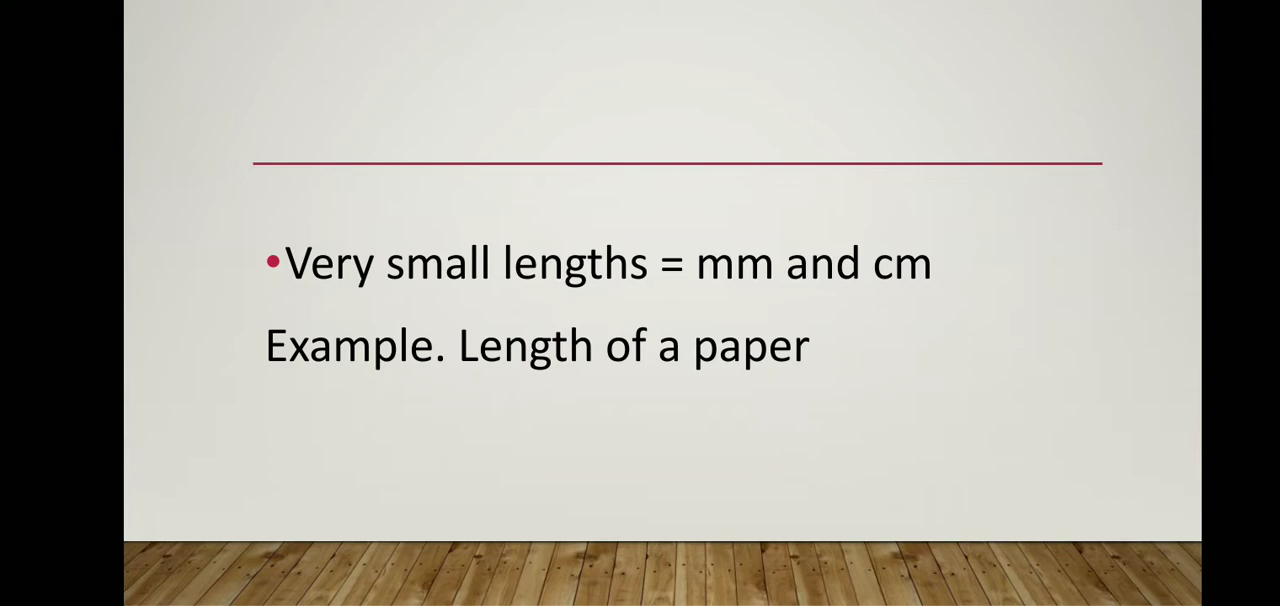 •Very small lengths = mm and cm
Example. Length of a paper